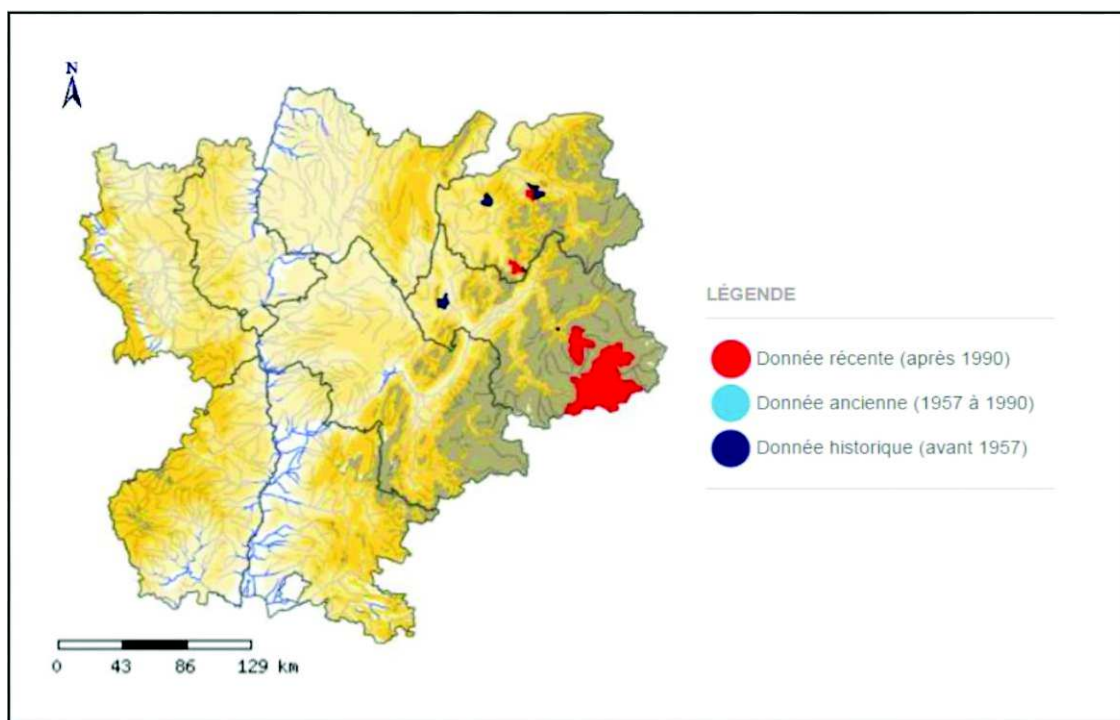 N
LÉGENDE
Donnée récente (après 1990)
Donnée ancienne (1957 à 1990)
Donnée historique (avant 1957)
0 43 86 129 km